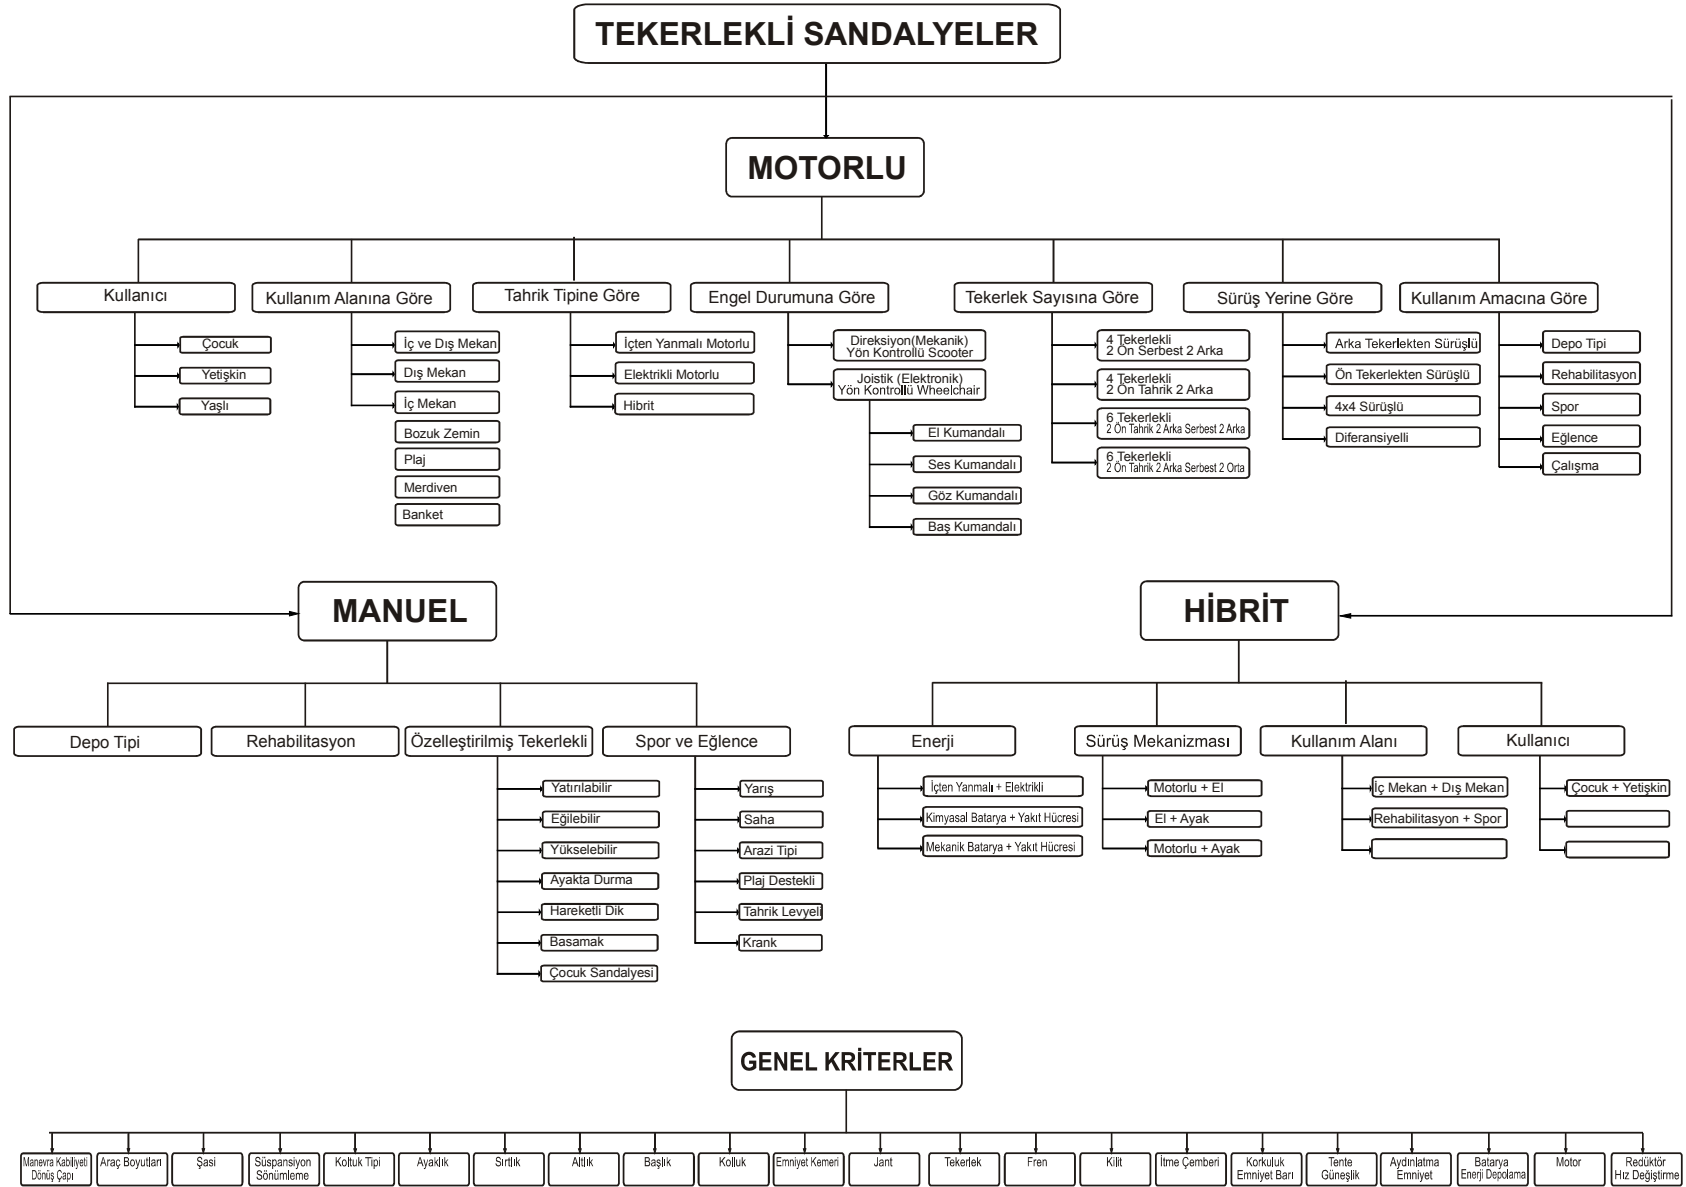 TEKERLEKLİ SANDALYELER
MOTORLU
Kullanıcı
Çocuk
Yetişkin
Yaşlı
Kullanım Alanına Göre
İç ve Dış Mekan
Dış Mekan
İç Mekan
Bozuk Zemin
Plaj
Merdiven
Banket
Tahrik Tipine Göre
İçten Yanmalı Motorlu
Elektrikli Motorlu
Hibrit
Engel Durumuna Göre
Direksiyon(Mekanik)
Yön Kontrollü Scooter
Joistik (Elektronik)
Yön Kontrollü Wheelchair
El Kumandalı
Ses Kumandalı
Göz Kumandalı
Baş Kumandalı
Tekerlek Sayısına Göre
4 Tekerlekli
2 Ön Serbest 2 Arka
4 Tekerlekli
2 Ön Tahrik 2 Arka
6 Tekerlekli
2 Ön Tahrik 2 Arka Serbest 2 Arka
6 Tekerlekli
2 Ön Tahrik 2 Arka Serbest 2 Orta
Sürüş Yerine Göre
Arka Tekerlekten Sürüşlü
Ön Tekerlekten Sürüşlü
4x4 Sürüşlü
Diferansiyelli
Kullanım Amacına Göre
Depo Tipi
Rehabilitasyon
Spor
Eğlence
Çalışma
MANUEL
Depo Tipi
Rehabilitasyon
Özelleştirilmiş Tekerlekli
Yatırılabilir
Eğilebilir
Yükselebilir
Ayakta Durma
Hareketli Dik
Basamak
Çocuk Sandalyesi
Spor ve Eğlence
Yarış
Saha
Arazi Tipi
Plaj Destekli
Tahrik Levyeli
Krank
HİBRİT
Enerji
İçten Yanmalı + Elektrikli
Kimyasal Batarya + Yakıt Hücresi
Mekanik Batarya + Yakıt Hücresi
Sürüş Mekanizması
Motorlu + El
El + Ayak
Motorlu + Ayak
Kullanım Alanı
İç Mekan + Dış Mekan
Rehabilitasyon + Spor
Kullanıcı
Çocuk + Yetişkin
GENEL KRİTERLER
Manevra Kabiliyeti
Dönüş Çapı
Araç Boyutları
Şasi
Süspansiyon
Sönümleme
Koltuk Tipi
Ayaklık
Sırtlık
Altlık
Başlık
Kolluk
Emniyet Kemeri
Jant
Tekerlek
Fren
Kilit
İtme Çemberi
Korkuluk
Emniyet Barı
Tente
Güneşlik
Aydınlatma
Emniyet
Batarya
Enerji Depolama
Motor
Redüktör
Hız Değiştirme